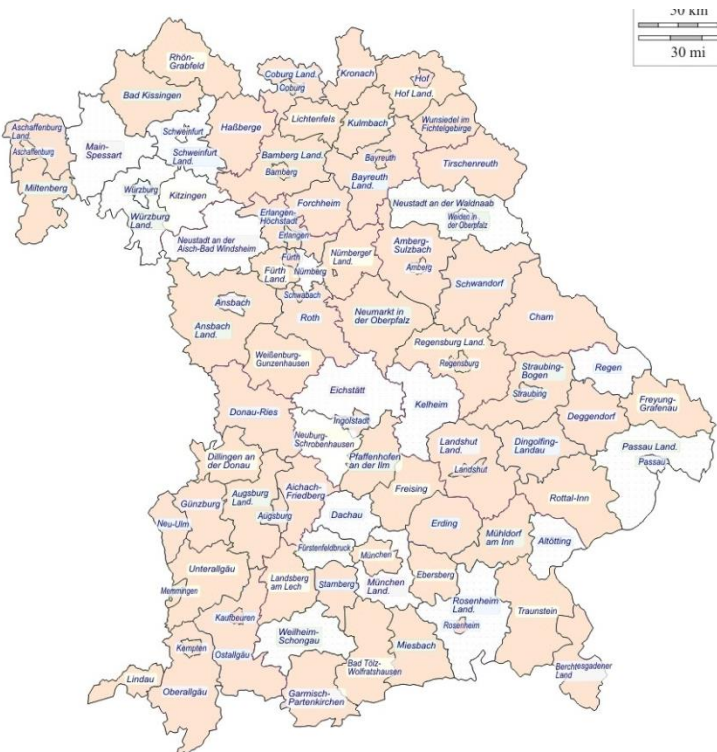 50 km
30 mi
Rhön-
Grabfeld
Bad Kissingen
Coburg Land.
Coburg
Kronach
Hof
Hof Land.
Lichtenfels
Kulmbach
Wunsiedel im
Fichtelgebirge
Aschaffenburg
Land.
Aschaffenburg
Main-
Spessart
Schweinfurt
Schweinfurt
Land.
Haßberge
Bamberg Land.
Bamberg
Bayreuth
Bayreuth
Land.
Tirschenreuth
Miltenberg
Würzburg
Würzburg
Land.
Kitzingen
Neustadt an der Waldnaab
Weiden in
der Oberpfalz
Forchheim
Erlangen-
Höchstadt
Erlangen
Neustadt an der
Aisch-Bad Windsheim
Fürth
Fürth
Land.
Nürnberg
Nürnberger
Land.
Amberg-
Sulzbach
Amberg
Schwandorf
Schwabach
Ansbach
Ansbach
Land.
Roth
Neumarkt in
der Oberpfalz
Cham
Regensburg Land.
Regensburg
Weißenburg-
Gunzenhausen
Straubing-
Bogen
Straubing
Regen
Eichstätt
Kelheim
Freyung-
Grafenau
Deggendorf
Donau-Ries
Ingolstadt
Neuburg-
Schrobenhausen
Pfaffenhofen
an der Ilm
Landshut
Land.
Landshut
Dingolfing-
Landau
Passau Land.
Passau
Dillingen an
der Donau
Aichach-
Friedberg
Freising
Rottal-Inn
Günzburg
Augsburg
Land.
Augsburg
Neu-Ulm
Dachau
Erding
Mühldorf
am Inn
Altötting
Fürstenfeldbruck
München
München
Land.
Ebersberg
Unterallgäu
Memmingen
Landsberg
am Lech
Starnberg
Rosenheim
Land.
Rosenheim
Traunstein
Kaufbeuren
Weilheim-
Schongau
Kempten
Ostallgäu
Bad Tölz-
Wolfratshausen
Miesbach
Berchtesgadener
Land
Lindau
Oberallgäu
Garmisch-
Partenkirchen